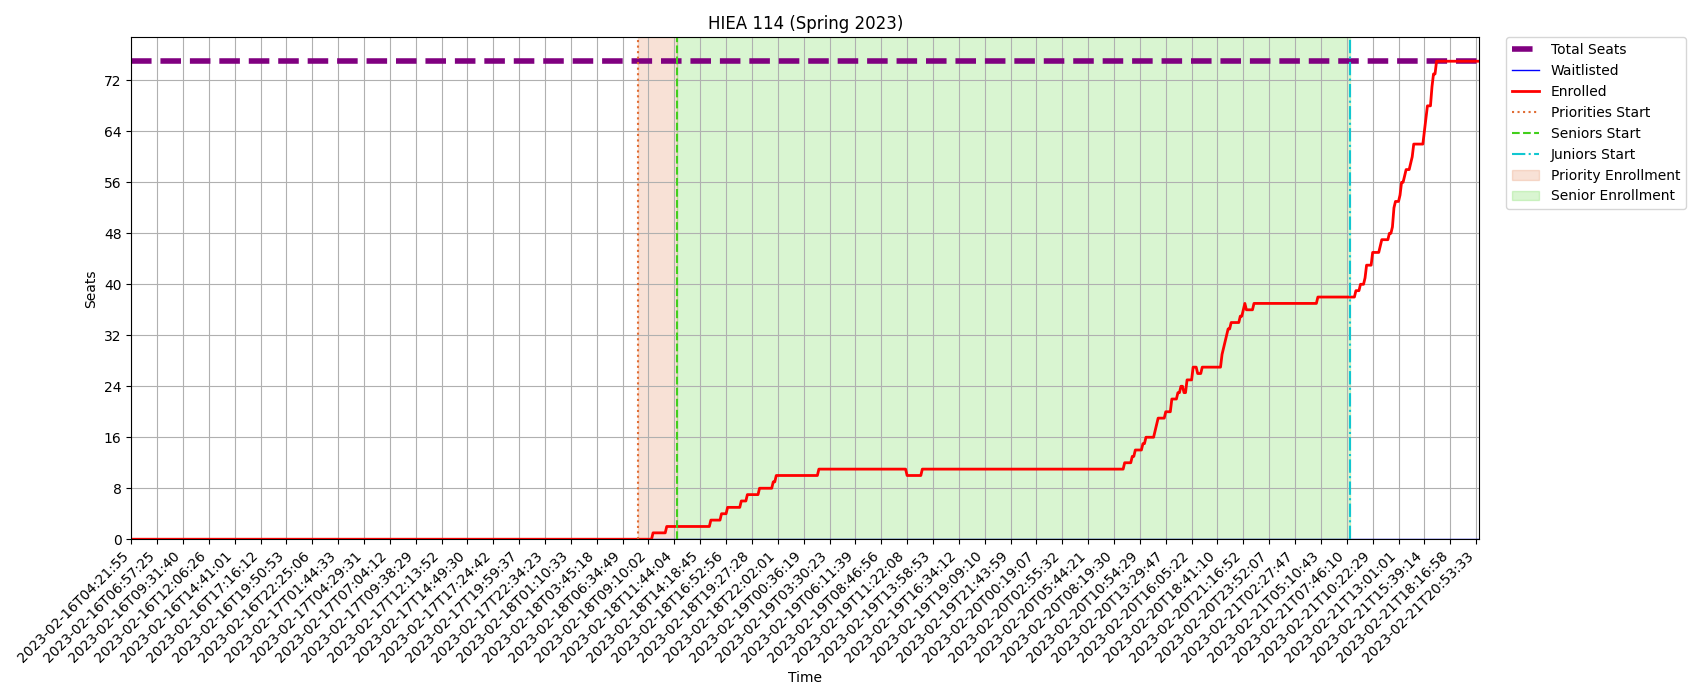 HIEA 114 (Spring 2023)
Total Seats
Waitlisted
Enrolled
Priorities Start
Seniors Start
Juniors Start
Priority Enrollment
Senior Enrollment
Seats
72
64
56
48
40
32
24
16
8
0
2023-02-16T04:21:55
2023-02-16T06:57:25
2023-02-16T09:31:40
2023-02-16T12:06:26
2023-02-16T14:41:01
2023-02-16T17:16:12
2023-02-16T19:50:53
2023-02-16T22:25:06
2023-02-17T01:44:33
2023-02-17T04:29:31
2023-02-17T07:04:12
2023-02-17T09:38:29
2023-02-17T12:13:52
2023-02-17T14:49:30
2023-02-17T17:24:42
2023-02-17T19:59:37
2023-02-17T22:34:23
2023-02-18T01:10:33
2023-02-18T03:45:18
2023-02-18T06:34:49
2023-02-18T09:10:02
2023-02-18T11:44:04
2023-02-18T14:18:45
2023-02-18T16:52:56
2023-02-18T19:27:28
2023-02-18T22:02:01
2023-02-19T00:36:19
2023-02-19T03:30:23
2023-02-19T06:11:39
2023-02-19T08:46:56
2023-02-19T11:22:08
2023-02-19T13:58:53
2023-02-19T16:34:12
2023-02-19T19:09:10
2023-02-19T21:43:59
2023-02-20T00:19:07
2023-02-20T02:55:32
2023-02-20T05:44:21
2023-02-20T08:19:30
2023-02-20T10:54:29
2023-02-20T13:29:47
2023-02-20T16:05:22
2023-02-20T18:41:10
2023-02-20T21:16:52
2023-02-20T23:52:07
2023-02-21T02:27:47
2023-02-21T05:10:43
2023-02-21T07:46:10
2023-02-21T10:22:29
2023-02-21T13:01:01
2023-02-21T15:39:14
2023-02-21T18:16:58
2023-02-21T20:53:33
Time